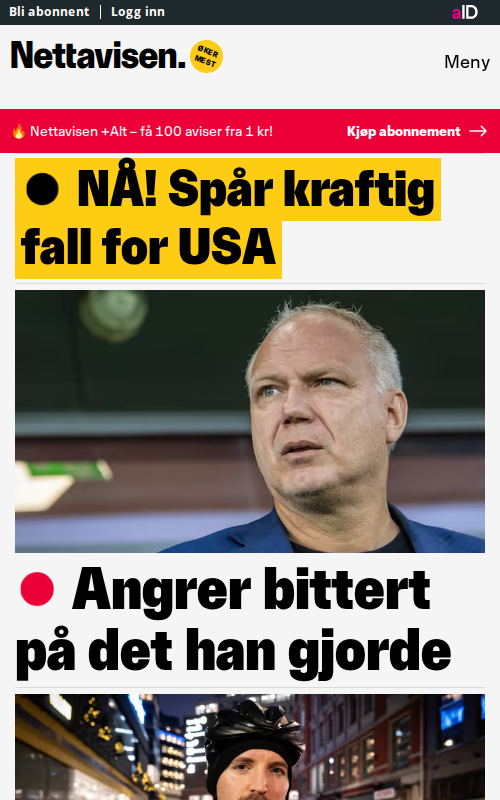 Bli abonnent | Logg inn
aID
Nettavisen.
ØKER
MEST
Meny
🔥 Nettavisen +Alt – få 100 aviser fra 1 kr!
Kjøp abonnement →
NÅ! Spår kraftig
fall for USA
Angrer bittert
på det han gjorde